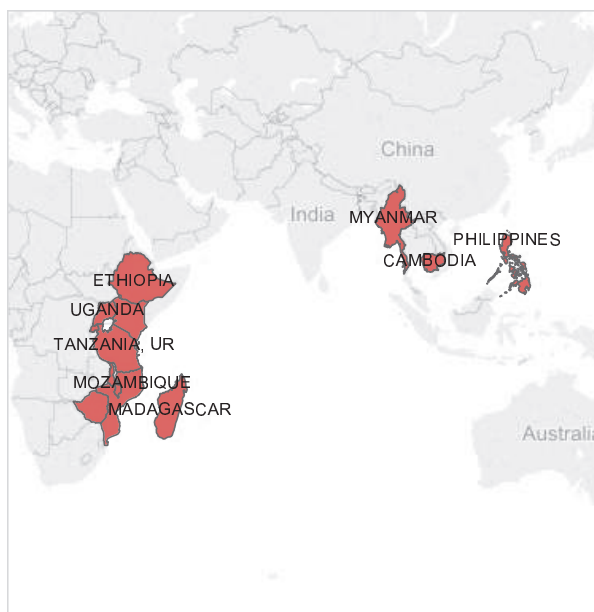 China
India
MYANMAR
PHILIPPINES
CAMBODIA
ETHIOPIA
UGANDA
TANZANIA, UR
MOZAMBIQUE
MADAGASCAR
Australia